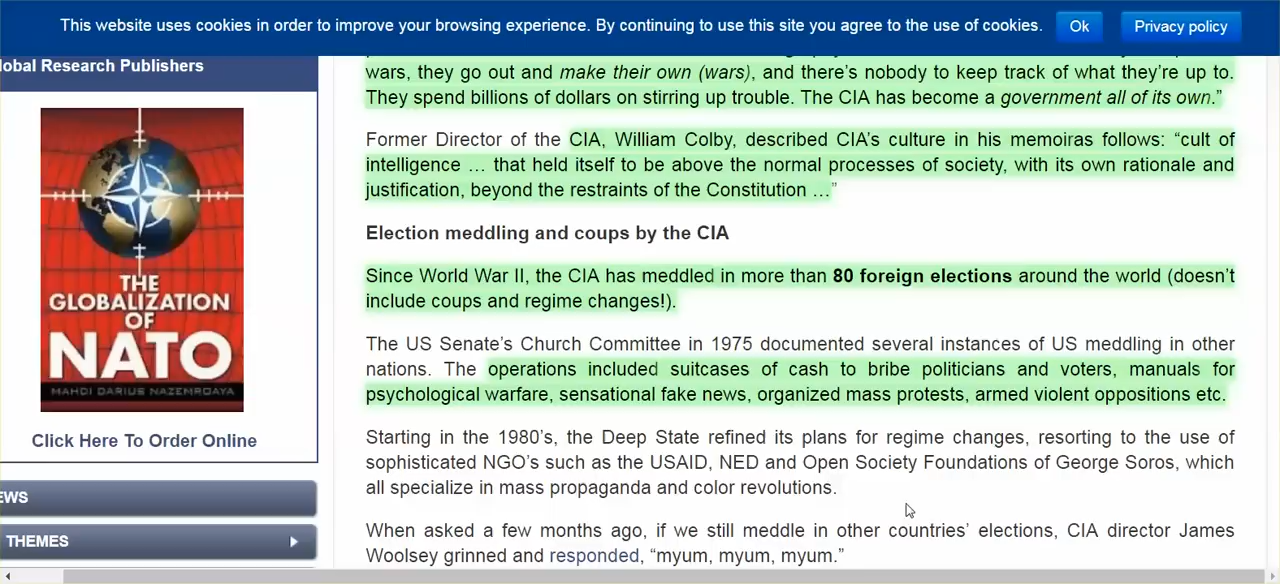 This website uses cookies in order to improve your browsing experience. By continuing to use this site you agree to the use of cookies.
Ok
Privacy policy
lobal Research Publishers
THE
GLOBALIZATION
OF
NATO
MAHDI DARIUS NAZEMROAYA
Click Here To Order Online
EWS
THEMES
wars, they go out and make their own (wars), and there's nobody to keep track of what they're up to.
They spend billions of dollars on stirring up trouble. The CIA has become a government all of its own."
Former Director of the CIA, William Colby, described CIA's culture in his memoiras follows: "cult of
intelligence … that held itself to be above the normal processes of society, with its own rationale and
justification, beyond the restraints of the Constitution …"
Election meddling and coups by the CIA
Since World War II, the CIA has meddled in more than 80 foreign elections around the world (doesn't
include coups and regime changes!).
The US Senate's Church Committee in 1975 documented several instances of US meddling in other
nations. The operations included suitcases of cash to bribe politicians and voters, manuals for
psychological warfare, sensational fake news, organized mass protests, armed violent oppositions etc.
Starting in the 1980's, the Deep State refined its plans for regime changes, resorting to the use of
sophisticated NGO's such as the USAID, NED and Open Society Foundations of George Soros, which
all specialize in mass propaganda and color revolutions.
When asked a few months ago, if we still meddle in other countries' elections, CIA director James
Woolsey grinned and responded, "myum, myum, myum."